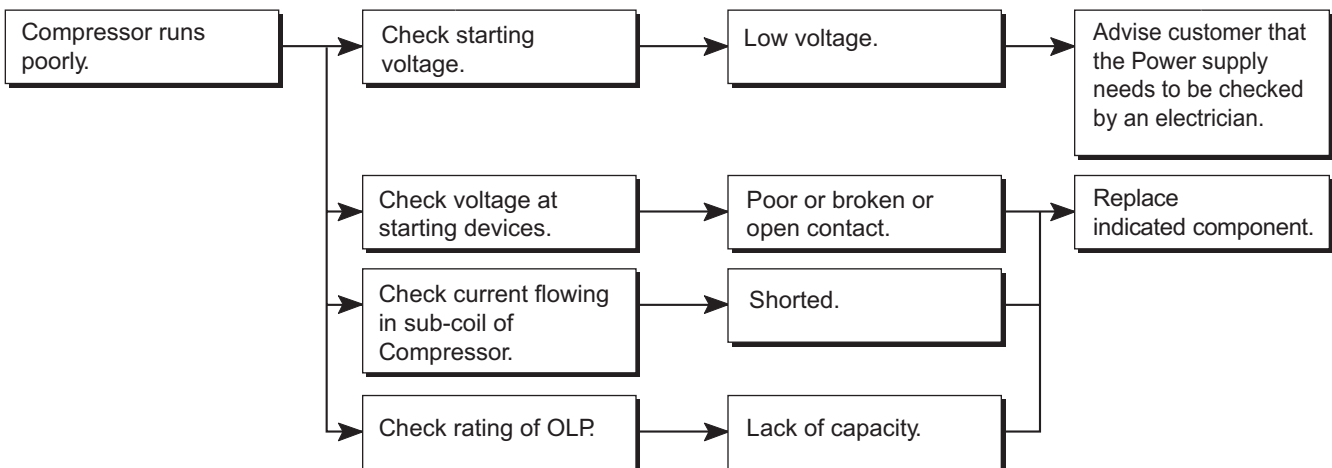 Compressor runs
poorly.
Check starting
voltage.
Low voltage.
Advise customer that
the Power supply
needs to be checked
by an electrician.
Check voltage at
starting devices.
Poor or broken or
open contact.
Replace
indicated component.
Check current flowing
in sub-coil of
Compressor.
Shorted.
Check rating of OLP.
Lack of capacity.